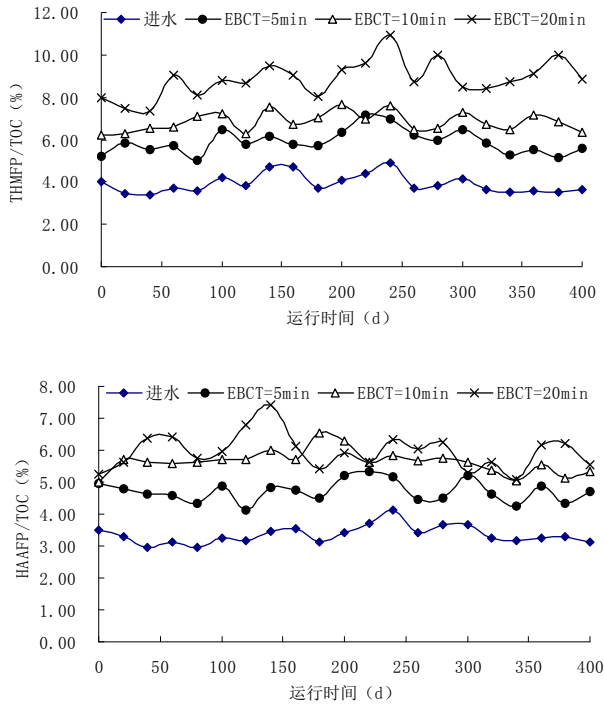 进水 EBCT=5min EBCT=10min EBCT=20min
12.00
10.00
8.00
6.00
4.00
2.00
0.00
THMFP/TOC（%）
0 50 100 150 200 250 300 350 400
运行时间（d）
进水 EBCT=5min EBCT=10min EBCT=20min
8.00
7.00
6.00
5.00
4.00
3.00
2.00
1.00
0.00
HAAFP/TOC（%）
0 50 100 150 200 250 300 350 400
运行时间（d）